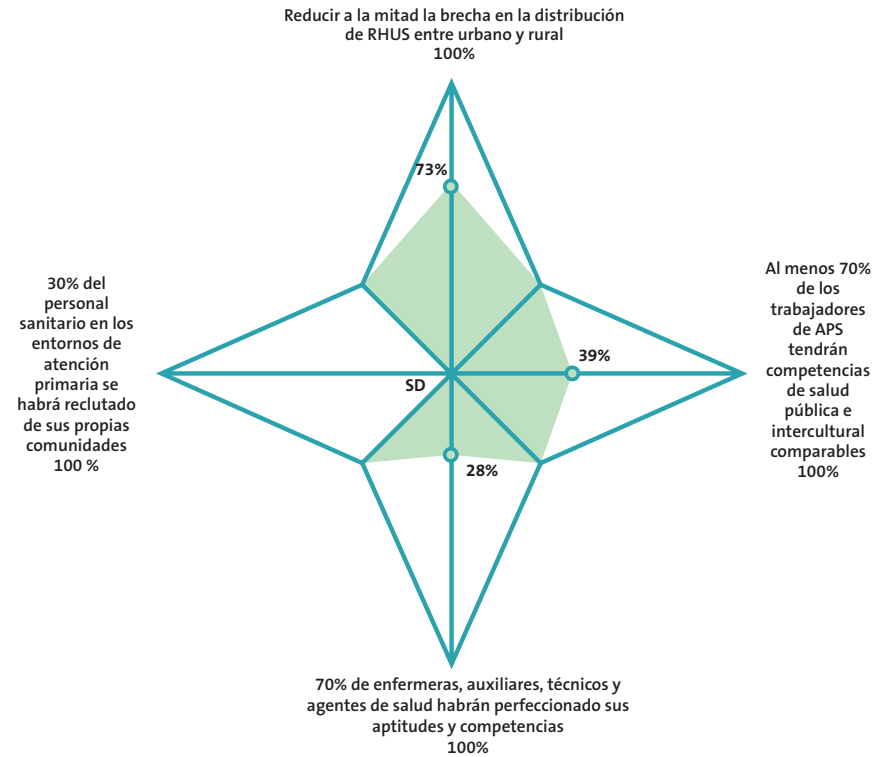 Reducir a la mitad la brecha en la distribución
de RHUS entre urbano y rural
100%
73%
30% del
personal
sanitario en los
entornos de
atención
primaria se
habrá reclutado
de sus propias
comunidades
100 %
SD
39%
Al menos 70%
de los
trabajadores
de APS
tendrán
competencias
de salud
pública e
intercultural
comparables
100%
28%
70% de enfermeras, auxiliares, técnicos y
agentes de salud habrán perfeccionado sus
aptitudes y competencias
100%